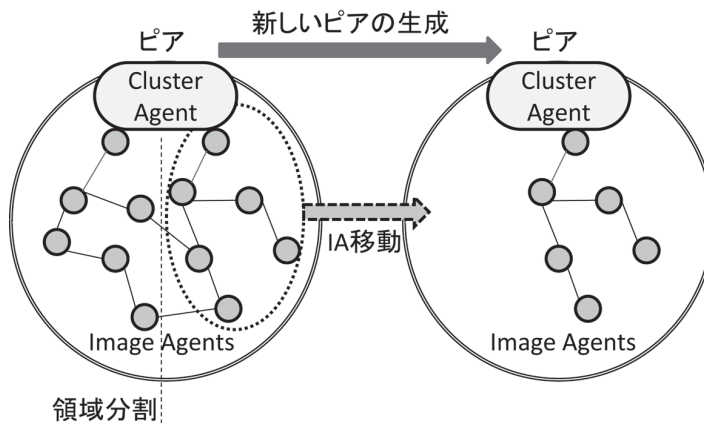 新しいピアの生成
ピア
ピア
Cluster
Agent
Cluster
Agent
IA移動
Image Agents
Image Agents
領域分割